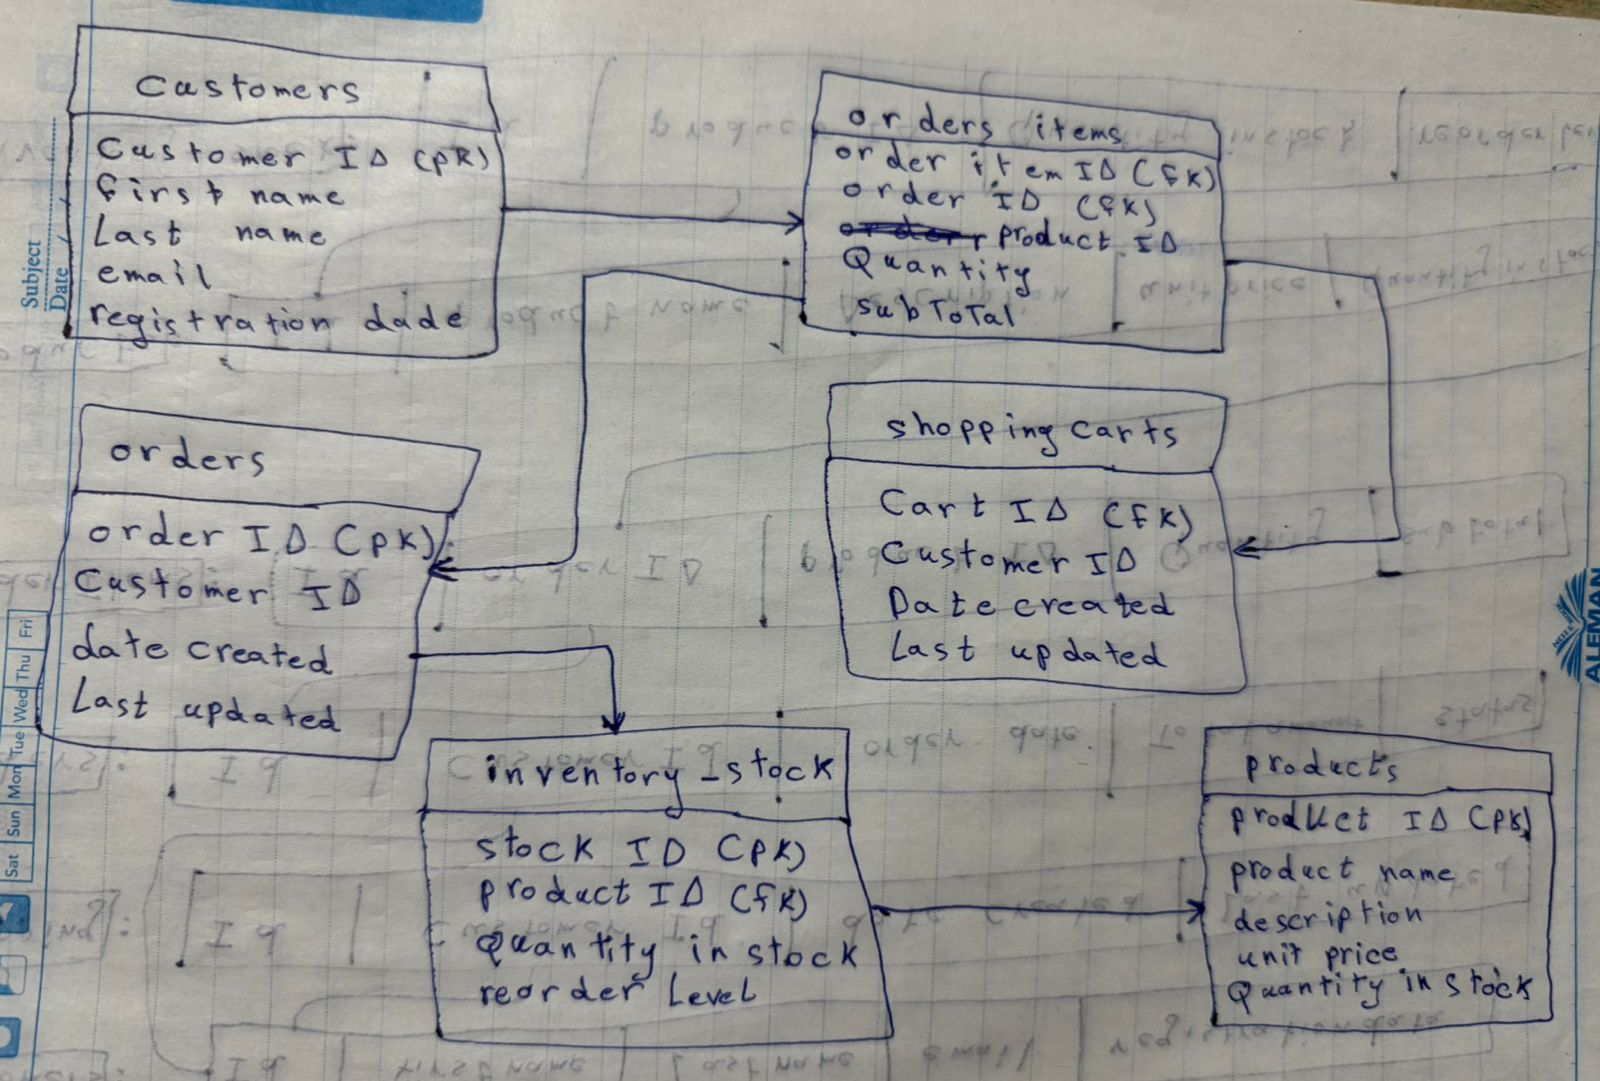 Customers
Customer ID (pK)
first name
Last name
email
registration dade
orders items
order item ID (fK)
order ID (fK)
product ID
Quantity
subToTal
orders
order ID (pK)
Customer ID
date created
Last updated
shopping carts
Cart ID (fK)
Customer ID
Date created
Last updated
inventory _stock
stock ID (pK)
product ID (fK)
Quantity in stock
reorder Level
products
product ID (pK)
product name
description
unit price
Quantity in stock
Subject
Date
Sat Sun Mon Tue Wed Thu Fri
ALEMAN